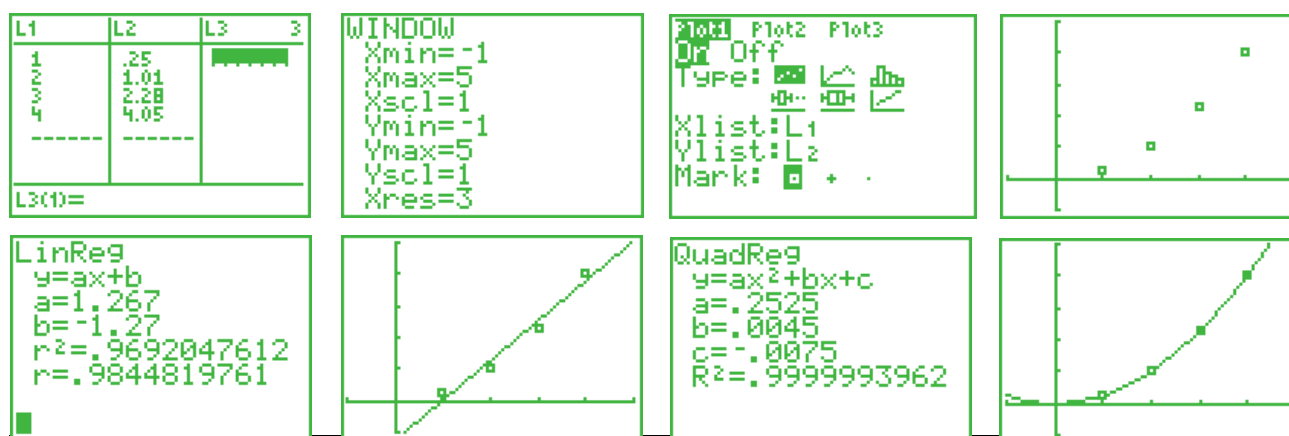 L1 L2 L3 3
1 .25
2 1.01
3 2.28
4 4.05
------ ------
L3(1)=
WINDOW
Xmin=-1
Xmax=5
Xscl=1
Ymin=-1
Ymax=5
Yscl=1
Xres=3
Plot1 Plot2 Plot3
On Off
Type:
Xlist:L1
Ylist:L2
Mark: + .
LinReg
y=ax+b
a=1.267
b=-1.27
r²=.9692047612
r=.9844819761
QuadReg
y=ax²+bx+c
a=.2525
b=.0045
c=-.0075
R²=.9999993962